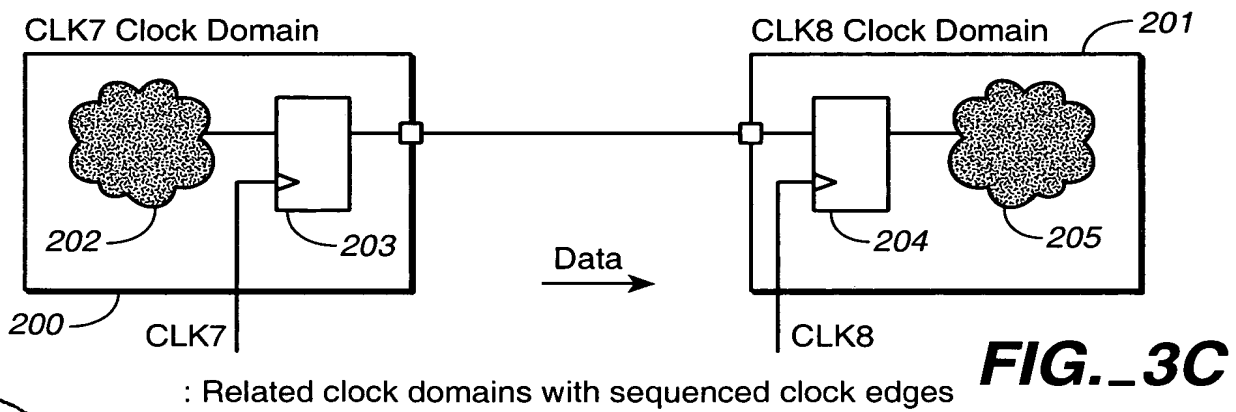 CLK7 Clock Domain
CLK8 Clock Domain
201
202
203
204
205
Data
200
CLK7
CLK8
FIG._3C
: Related clock domains with sequenced clock edges